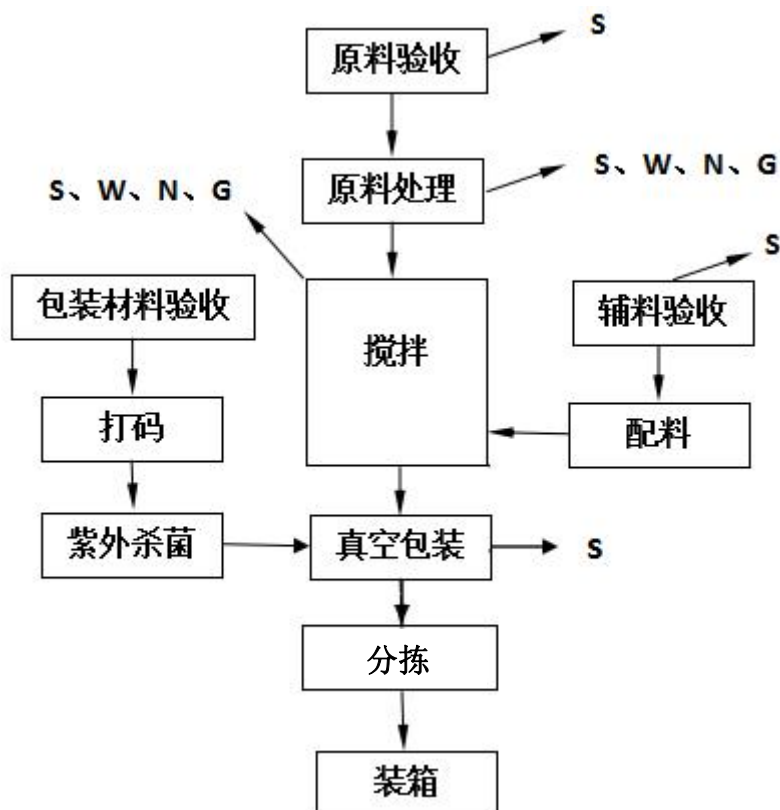 S
原料验收
S、W、N、G
原料处理
S、W、N、G
S
包装材料验收
搅拌
辅料验收
打码
配料
紫外杀菌
真空包装
S
分拣
装箱